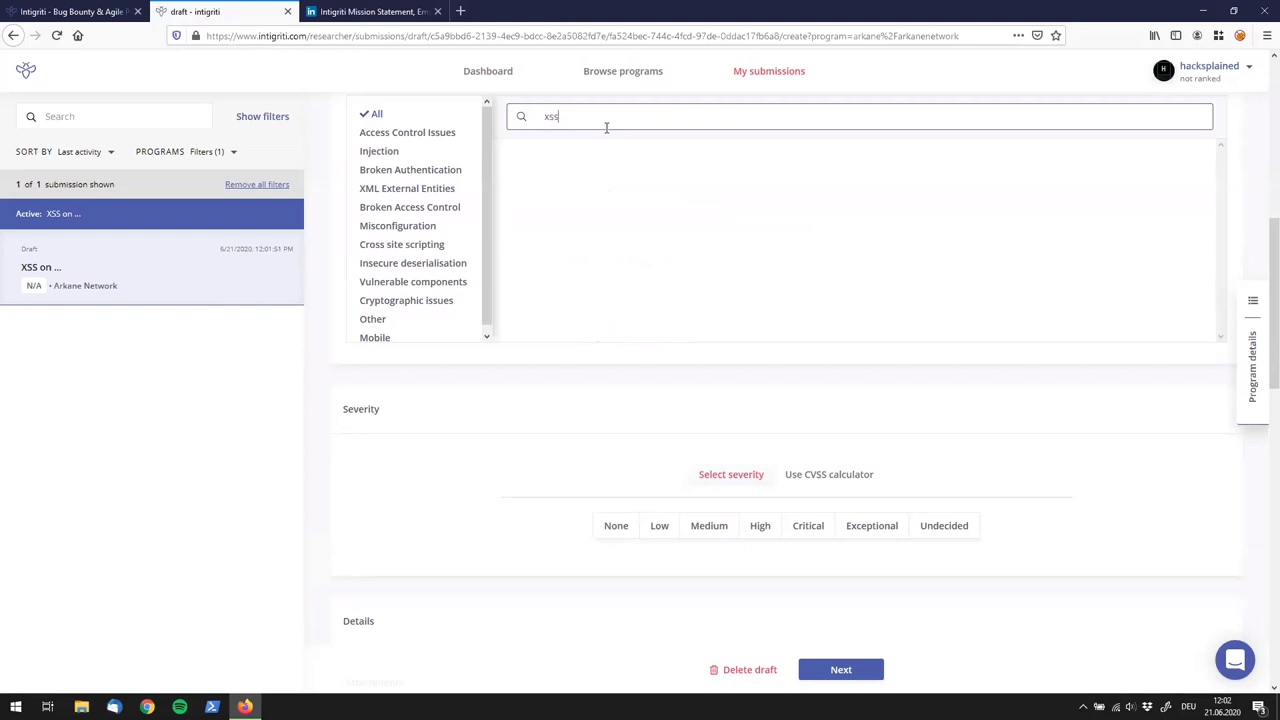 Intigriti - Bug Bounty & Agile P
draft - intigriti
Intigriti Mission Statement, Em
https://www.intigriti.com/researcher/submissions/draft/c5a9bbd6-2139-4ec9-bdcc-8e2a5082fd7e/fa524bec-744c-4fcd-97de-0ddac17fb6a8/create?program=arkane%2Farkanenetwork
Dashboard
Browse programs
My submissions
H
hacksplained
not ranked
Search
Show filters
SORT BY Last activity
PROGRAMS Filters (1)
1 of 1 submission shown
Remove all filters
Active: XSS on ...
Draft
6/21/2020, 12:01:51 PM
XSS on ...
N/A • Arkane Network
All
Access Control Issues
Injection
Broken Authentication
XML External Entities
Broken Access Control
Misconfiguration
Cross site scripting
Insecure deserialisation
Vulnerable components
Cryptographic issues
Other
Mobile
xss
Program details
Severity
Select severity
Use CVSS calculator
None
Low
Medium
High
Critical
Exceptional
Undecided
Details
Attachments
Delete draft
Next
DEU
12:02
21.06.2020
3